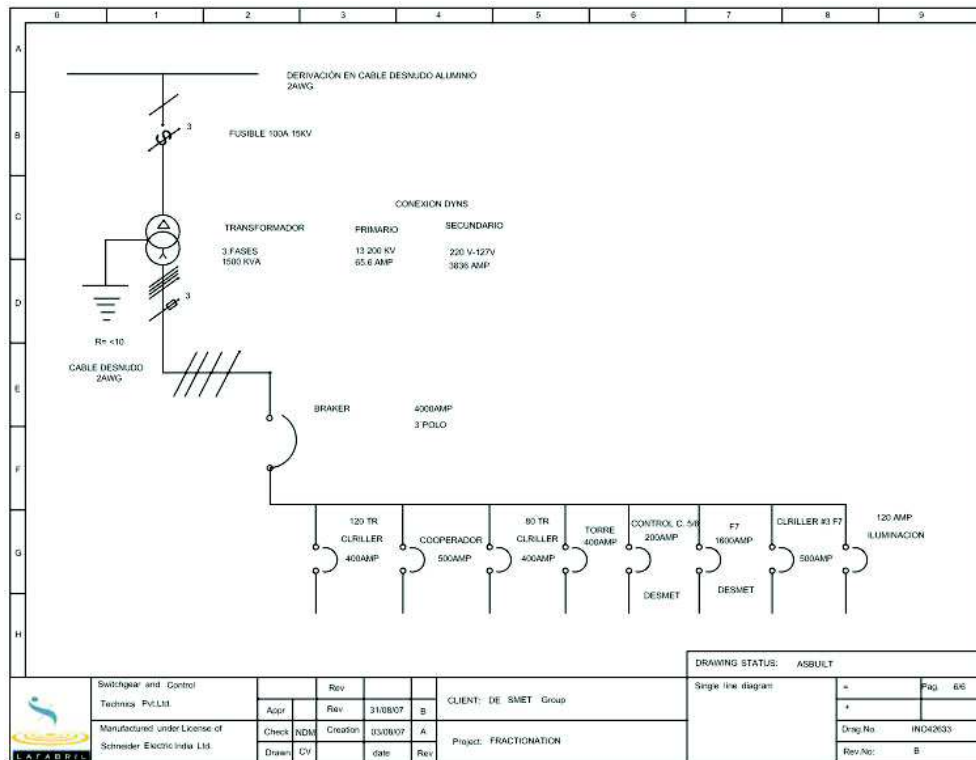 0 1 2 3 4 5 6 7 8 9
A
B
C
D
E
F
G
H
DERIVACIÓN EN CABLE DESNUDO ALUMINIO
2AWG
3
FUSIBLE 100A 15KV
CONEXION DYNS
TRANSFORMADOR PRIMARIO SECUNDARIO
3 FASES 13 200 KV 220 V-127V
1500 KVA 65.6 AMP 3836 AMP
3
R= <10
CABLE DESNUDO
2AWG
BRAKER 4000AMP
3 POLO
120 TR
CLRILLER
400AMP
COOPERADOR
500AMP
80 TR
CLRILLER
400AMP
TORRE
400AMP
CONTROL C. 5/6
200AMP
DESMET
F7
1600AMP
DESMET
CLRILLER #3 F7
500AMP
120 AMP
ILUMINACION
DRAWING STATUS: ASBUILT
LAFABRIL
Switchgear and Control
Technics Pvt.Ltd.
Manufactured under License of
Schneider Electric India Ltd.
Rev
Appr Rev 31/08/07 B
Check NDM Creation 03/08/07 A
Drawn CV date Rev
CLIENT: DE SMET Group
Project: FRACTIONATION
Single line diagram
= Pag. 6/6
+
Drag.No. INO42633
Rev.No: B